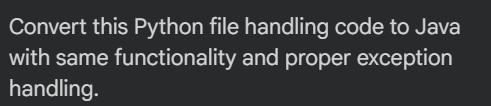 Convert this Python file handling code to Java
with same functionality and proper exception
handling.